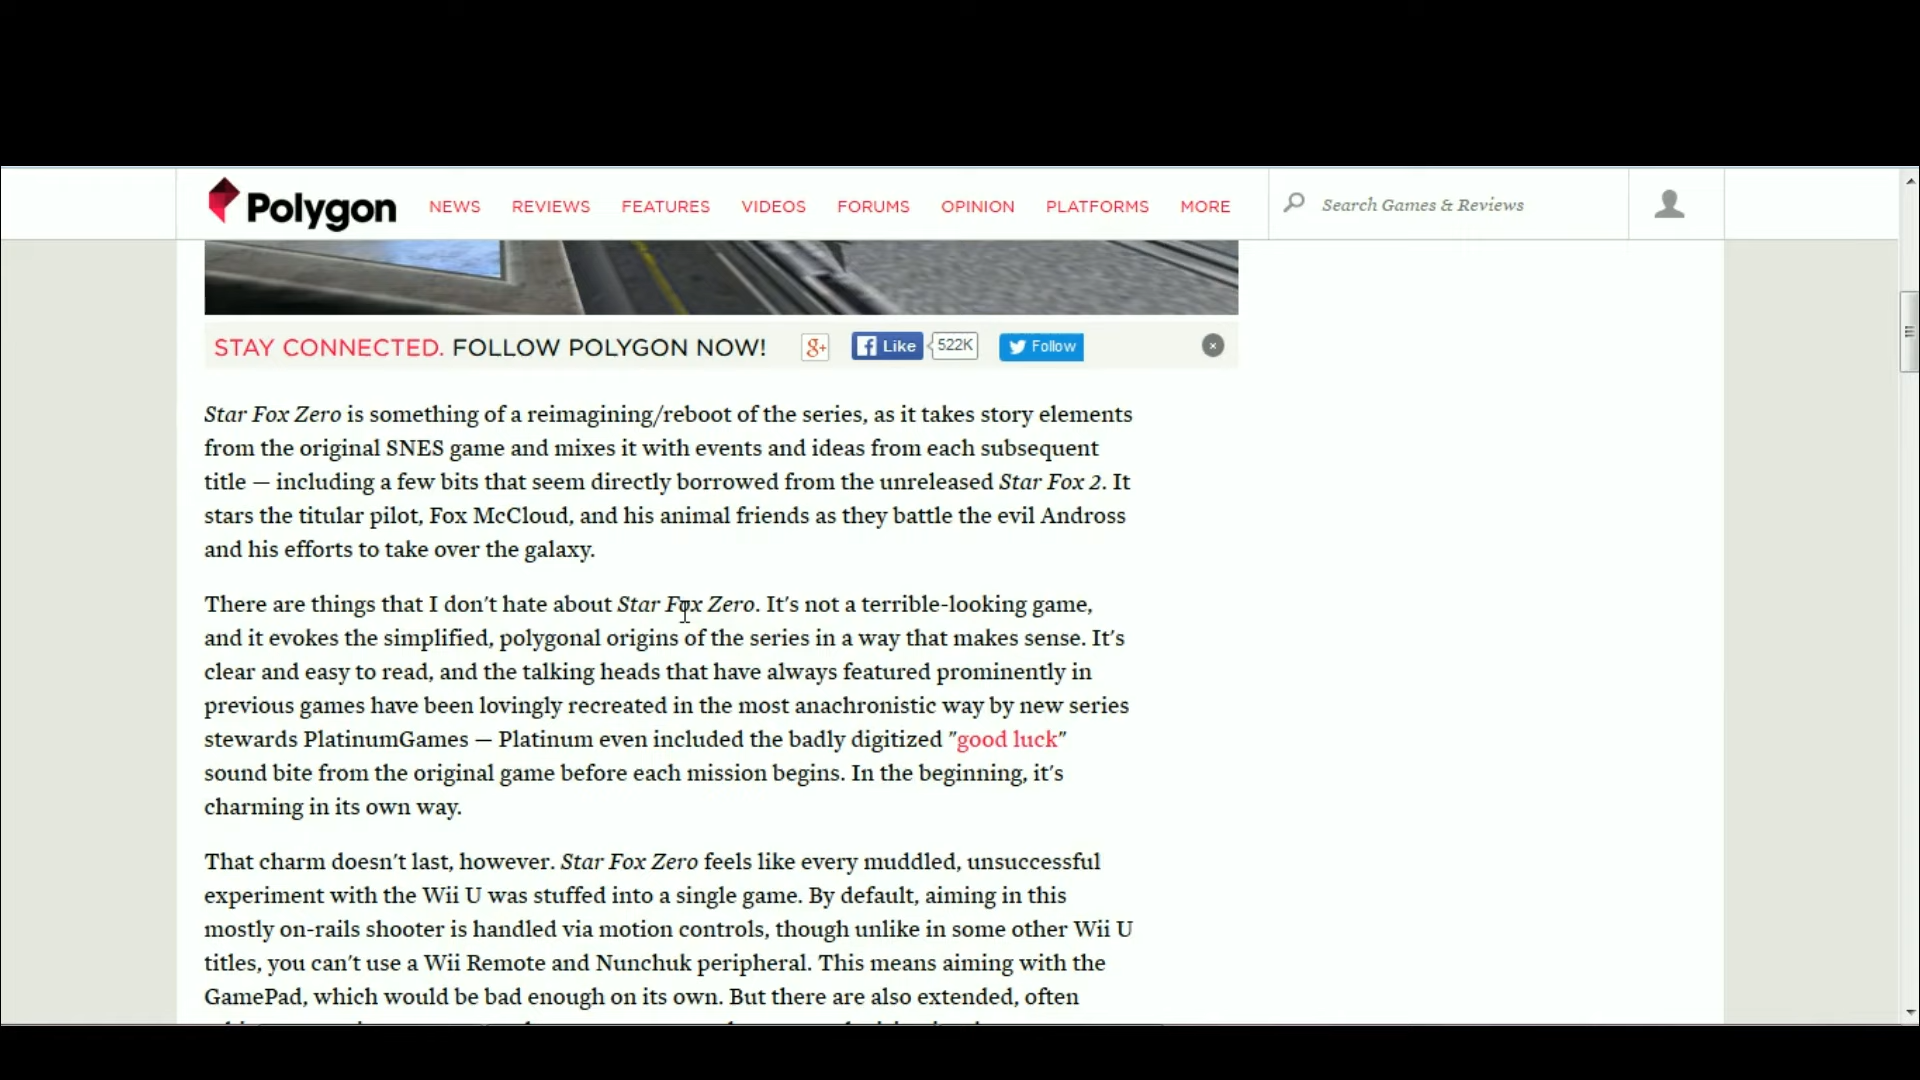 Polygon NEWS REVIEWS FEATURES VIDEOS FORUMS OPINION PLATFORMS MORE Search Games & Reviews
STAY CONNECTED. FOLLOW POLYGON NOW! g+ Like 522K Follow
Star Fox Zero is something of a reimagining/reboot of the series, as it takes story elements
from the original SNES game and mixes it with events and ideas from each subsequent
title — including a few bits that seem directly borrowed from the unreleased Star Fox 2. It
stars the titular pilot, Fox McCloud, and his animal friends as they battle the evil Andross
and his efforts to take over the galaxy.
There are things that I don't hate about Star Fox Zero. It's not a terrible-looking game,
and it evokes the simplified, polygonal origins of the series in a way that makes sense. It's
clear and easy to read, and the talking heads that have always featured prominently in
previous games have been lovingly recreated in the most anachronistic way by new series
stewards PlatinumGames — Platinum even included the badly digitized "good luck"
sound bite from the original game before each mission begins. In the beginning, it's
charming in its own way.
That charm doesn't last, however. Star Fox Zero feels like every muddled, unsuccessful
experiment with the Wii U was stuffed into a single game. By default, aiming in this
mostly on-rails shooter is handled via motion controls, though unlike in some other Wii U
titles, you can't use a Wii Remote and Nunchuk peripheral. This means aiming with the
GamePad, which would be bad enough on its own. But there are also extended, often